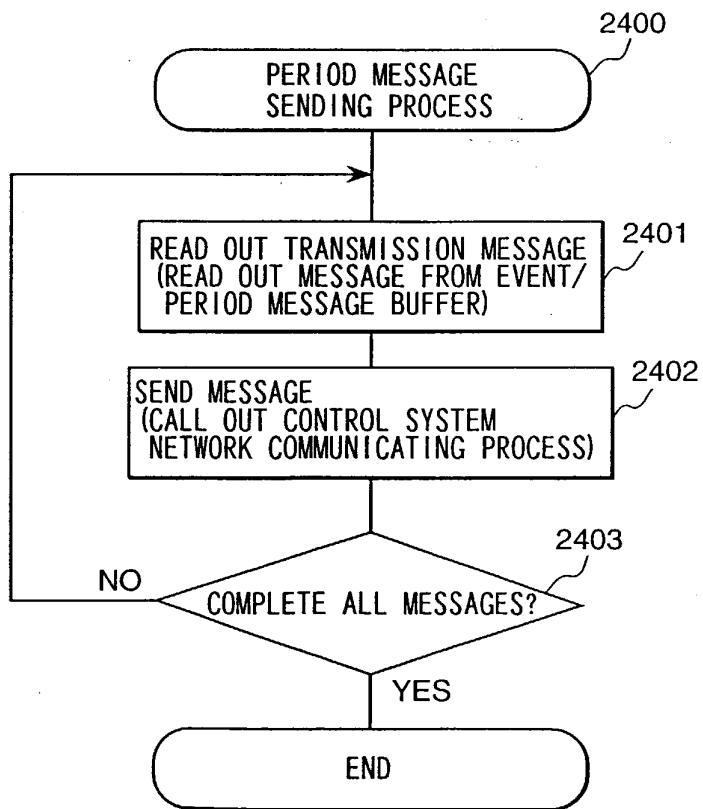 2400
PERIOD MESSAGE
SENDING PROCESS
2401
READ OUT TRANSMISSION MESSAGE
(READ OUT MESSAGE FROM EVENT/
PERIOD MESSAGE BUFFER)
2402
SEND MESSAGE
(CALL OUT CONTROL SYSTEM
NETWORK COMMUNICATING PROCESS)
2403
NO
COMPLETE ALL MESSAGES?
YES
END